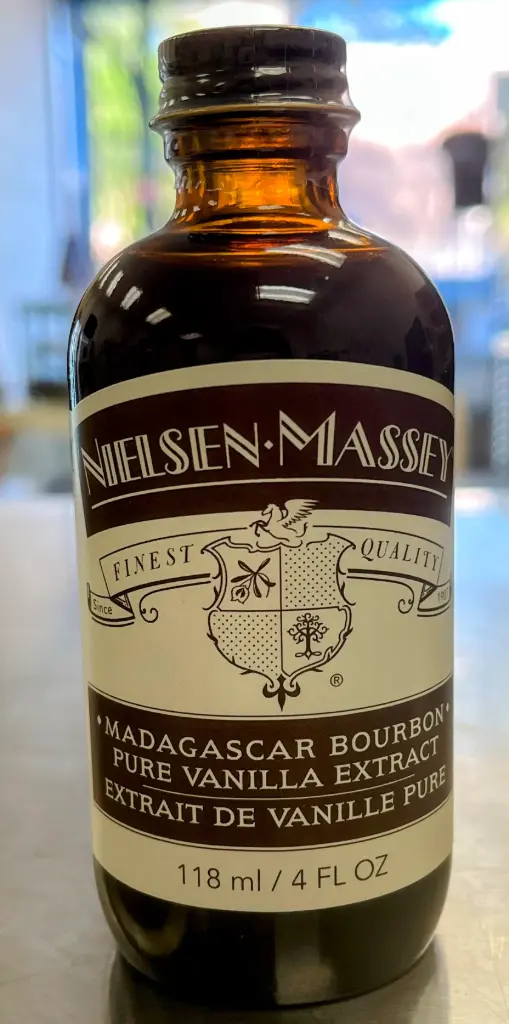 NIELSEN·MASSEY
FINEST QUALITY
Since
®
• MADAGASCAR BOURBON •
PURE VANILLA EXTRACT
EXTRAIT DE VANILLE PURE
118 ml / 4 FL OZ